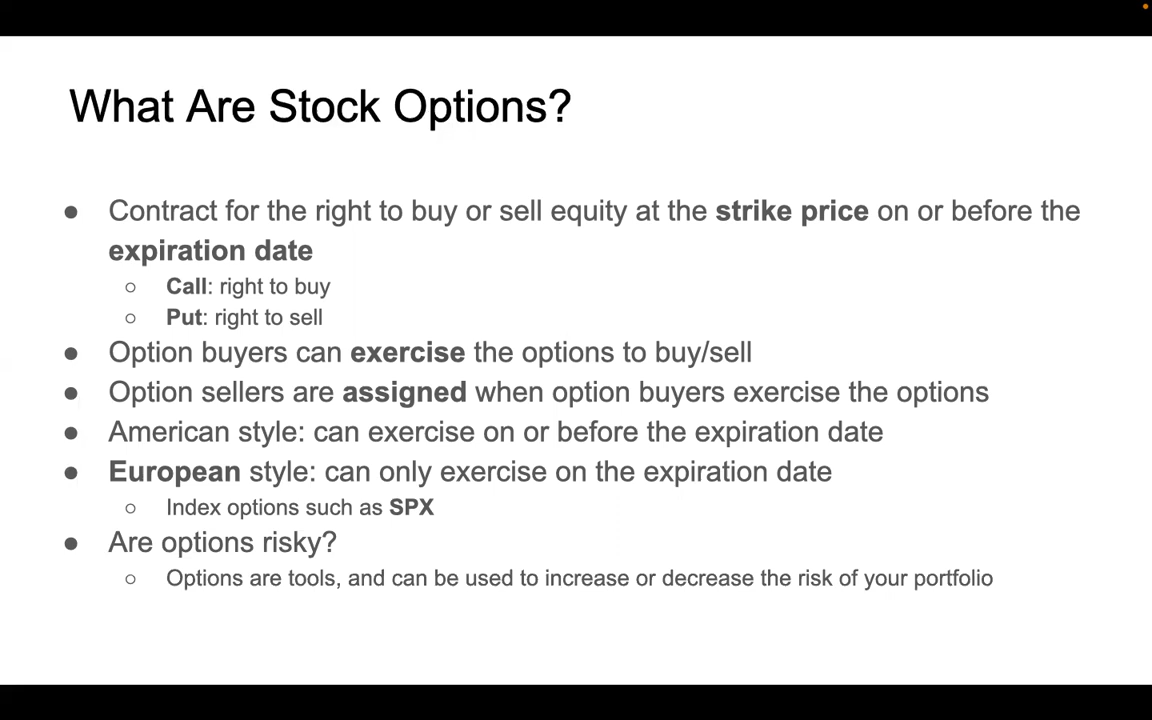 What Are Stock Options?
● Contract for the right to buy or sell equity at the strike price on or before the
expiration date
○ Call: right to buy
○ Put: right to sell
● Option buyers can exercise the options to buy/sell
● Option sellers are assigned when option buyers exercise the options
● American style: can exercise on or before the expiration date
● European style: can only exercise on the expiration date
○ Index options such as SPX
● Are options risky?
○ Options are tools, and can be used to increase or decrease the risk of your portfolio